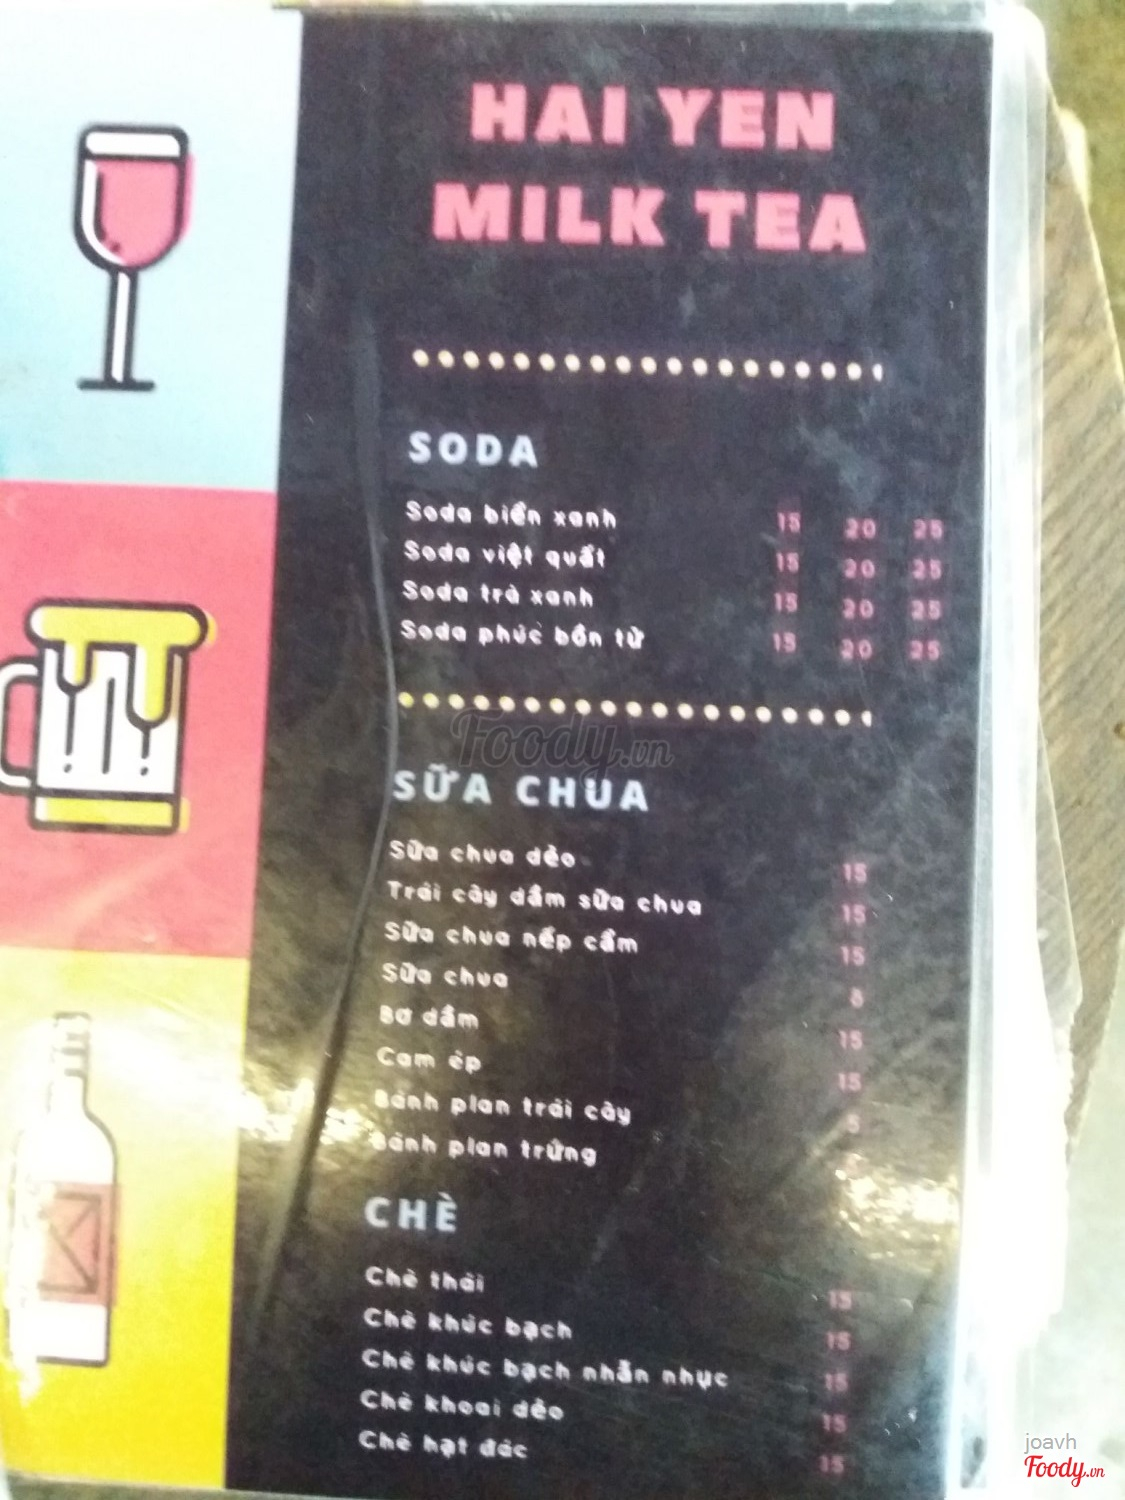 HAI YEN
MILK TEA
SODA
Soda biển xanh 15 20 25
Soda việt quất 15 20 25
Soda trà xanh 15 20 25
Soda phúc bồn tử 15 20 25
Foody.vn
SỮA CHUA
Sữa chua dẻo 15
Trái cây dầm sữa chua 15
Sữa chua nếp cẩm 15
Sữa chua 8
Bơ dầm 15
Cam ép 15
Bánh plan trái cây
Bánh plan trứng
CHÈ
Chè thái 15
Chè khúc bạch 15
Chè khúc bạch nhãn nhục 15
Chè khoai dẻo 15
Chè hạt đác 15
joavh
Foody.vn